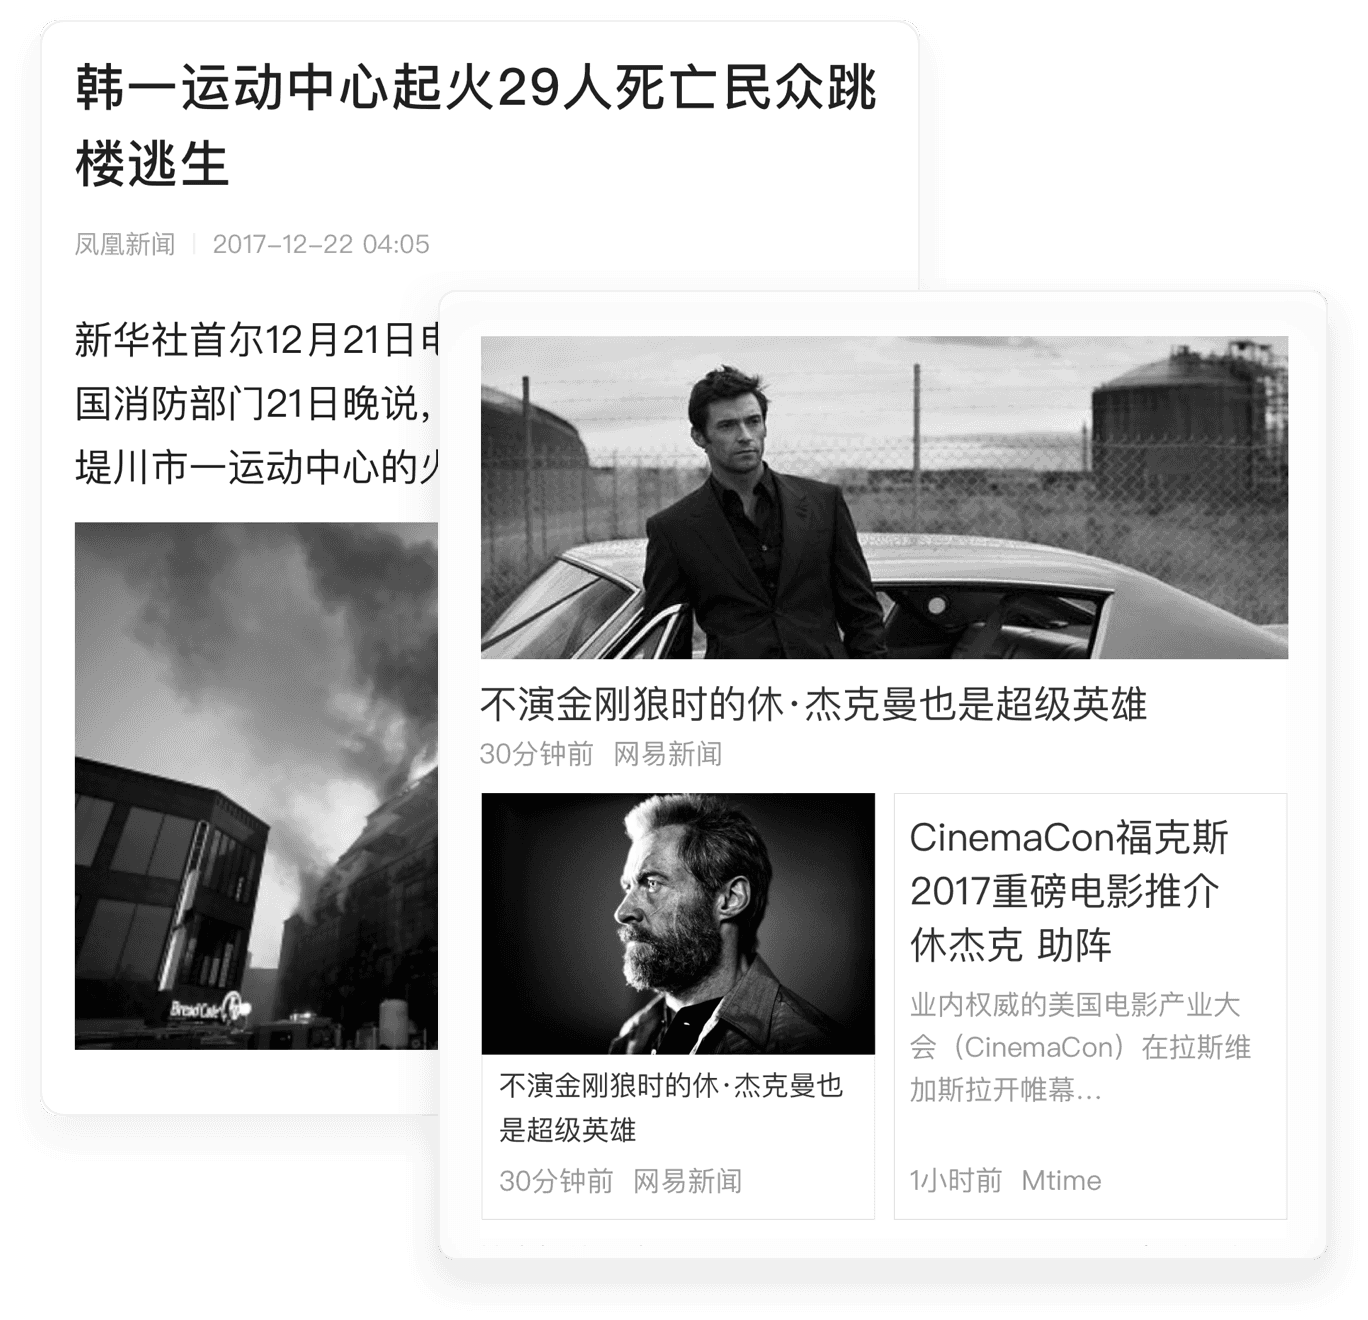 韩一运动中心起火29人死亡民众跳
楼逃生
凤凰新闻 2017-12-22 04:05
新华社首尔12月21日电
国消防部门21日晚说，
堤川市一运动中心的火
不演金刚狼时的休·杰克曼也是超级英雄
30分钟前 网易新闻
不演金刚狼时的休·杰克曼也
是超级英雄
30分钟前 网易新闻
CinemaCon福克斯
2017重磅电影推介
休杰克 助阵
业内权威的美国电影产业大
会（CinemaCon）在拉斯维
加斯拉开帷幕...
1小时前 Mtime